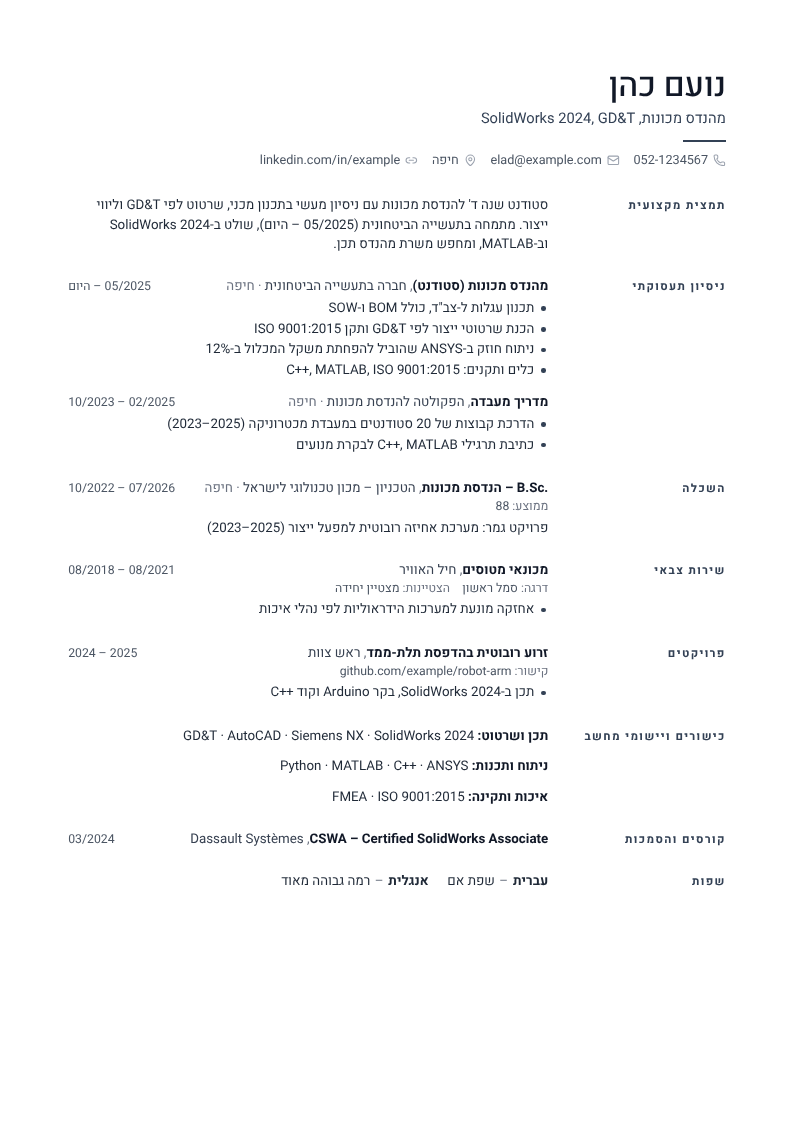 נועם כהן
מהנדס מכונות, SolidWorks 2024, GD&T
052-1234567 elad@example.com חיפה linkedin.com/in/example
תמצית מקצועית
סטודנט שנה ד' להנדסת מכונות עם ניסיון מעשי בתכנון מכני, שרטוט לפי GD&T וליווי
ייצור. מתמחה בתעשייה הביטחונית (05/2025 – היום), שולט ב-SolidWorks 2024
וב-MATLAB, ומחפש משרת מהנדס תכן.
ניסיון תעסוקתי
מהנדס מכונות (סטודנט), חברה בתעשייה הביטחונית · חיפה 05/2025 – היום
• תכנון עגלות ל-צב"ד, כולל BOM ו-SOW
• הכנת שרטוטי ייצור לפי GD&T ותקן ISO 9001:2015
• ניתוח חוזק ב-ANSYS שהוביל להפחתת משקל המכלול ב-12%
• כלים ותקנים: C++, MATLAB, ISO 9001:2015
מדריך מעבדה, הפקולטה להנדסת מכונות · חיפה 10/2023 – 02/2025
• הדרכת קבוצות של 20 סטודנטים במעבדת מכטרוניקה (2023–2025)
• כתיבת תרגילי C++, MATLAB לבקרת מנועים
השכלה
B.Sc. – הנדסת מכונות, הטכניון – מכון טכנולוגי לישראל · חיפה 10/2022 – 07/2026
ממוצע: 88
פרויקט גמר: מערכת אחיזה רובוטית למפעל ייצור (2023–2025)
שירות צבאי
מכונאי מטוסים, חיל האוויר 08/2018 – 08/2021
דרגה: סמל ראשון הצטיינות: מצטיין יחידה
• אחזקה מונעת למערכות הידראוליות לפי נהלי איכות
פרויקטים
זרוע רובוטית בהדפסת תלת-ממד, ראש צוות 2024 – 2025
קישור: github.com/example/robot-arm
• תכן ב-SolidWorks 2024, בקר Arduino וקוד C++
כישורים ויישומי מחשב
תכן ושרטוט: GD&T · AutoCAD · Siemens NX · SolidWorks 2024
ניתוח ותכנות: Python · MATLAB · C++ · ANSYS
איכות ותקינה: FMEA · ISO 9001:2015
קורסים והסמכות
CSWA – Certified SolidWorks Associate, Dassault Systèmes 03/2024
שפות
עברית – שפת אם אנגלית – רמה גבוהה מאוד